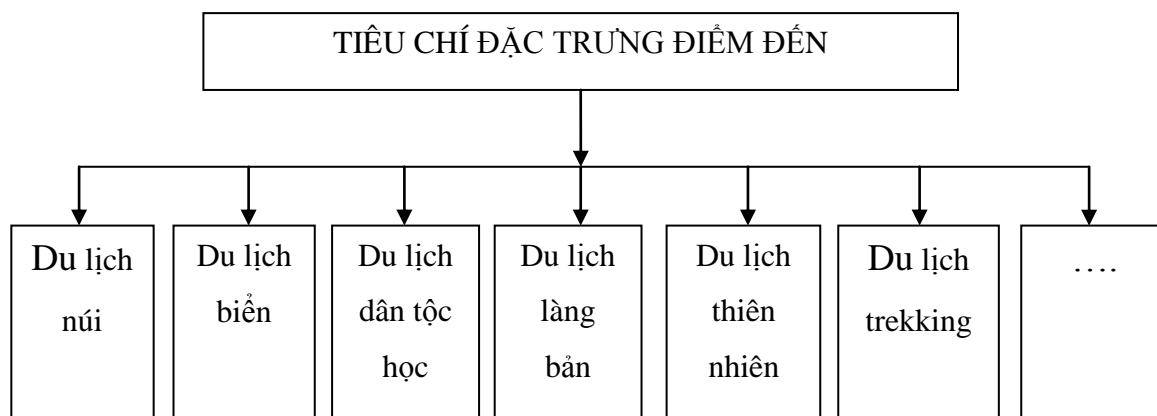 TIÊU CHÍ ĐẶC TRƯNG ĐIỂM ĐẾN
Du lịch
núi
Du lịch
biển
Du lịch
dân tộc
học
Du lịch
làng
bản
Du lịch
thiên
nhiên
Du lịch
trekking
….